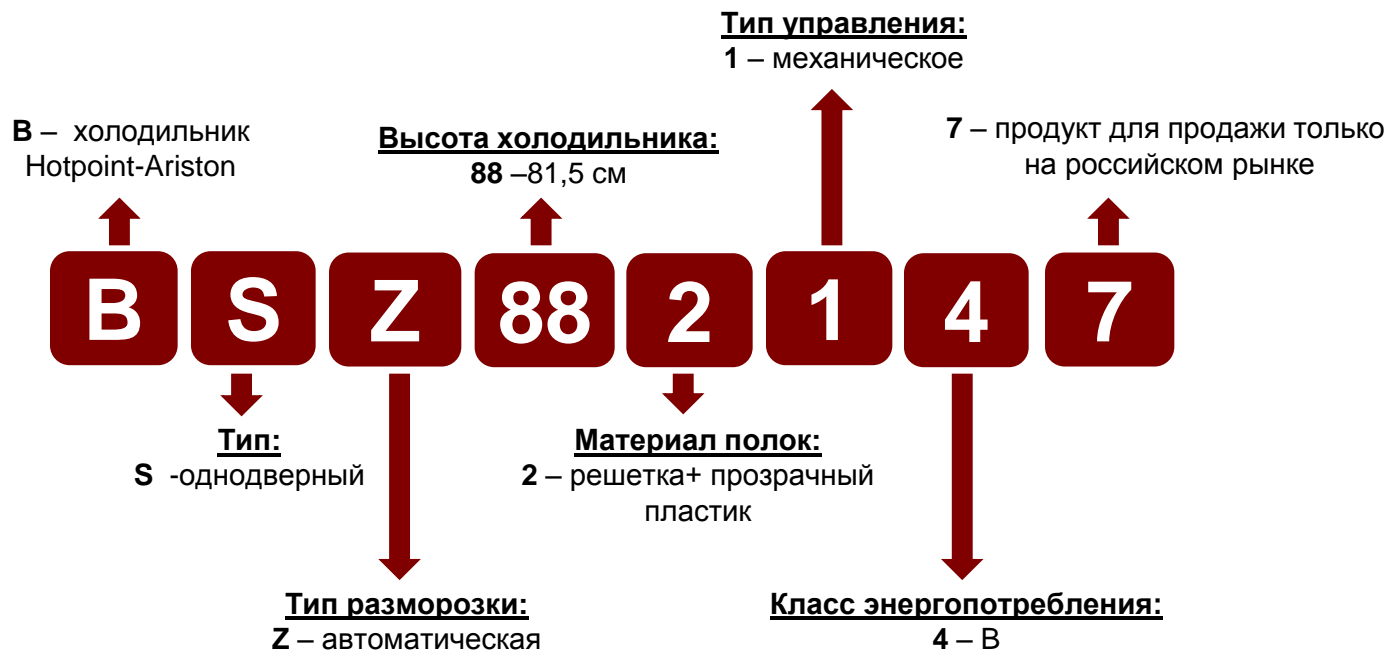 Тип управления:
1 – механическое
B – холодильник
Hotpoint-Ariston
Высота холодильника:
88 –81,5 см
7 – продукт для продажи только
на российском рынке
B S Z 88 2 1 4 7
Тип:
S -однодверный
Материал полок:
2 – решетка+ прозрачный
пластик
Тип разморозки:
Z – автоматическая
Класс энергопотребления:
4 – B